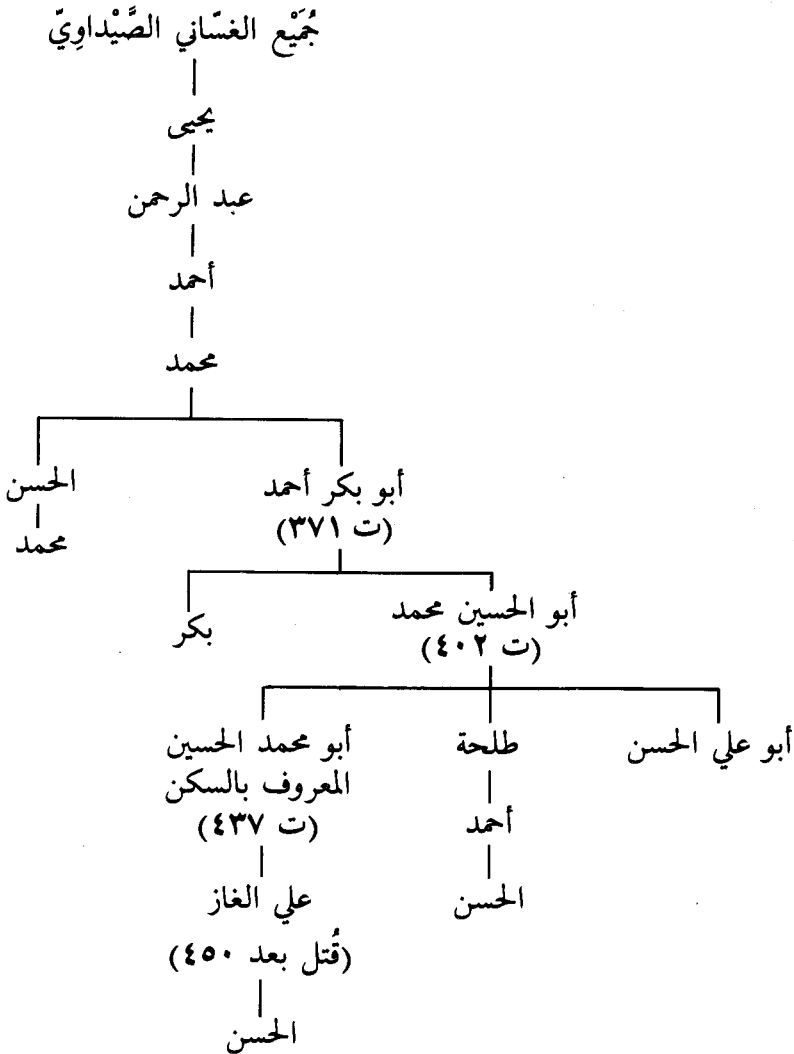 جُمَيْع الغسّاني الصَّيْداوِيّ
يحيى
عبد الرحمن
أحمد
محمد
أبو بكر أحمد
(ت ٣٧١)
الحسن
محمد
أبو الحسين محمد
(ت ٤٠٢)
بكر
أبو علي الحسن
طلحة
أحمد
الحسن
أبو محمد الحسين
المعروف بالسكن
(ت ٤٣٧)
علي الغاز
(قُتل بعد ٤٥٠)
الحسن